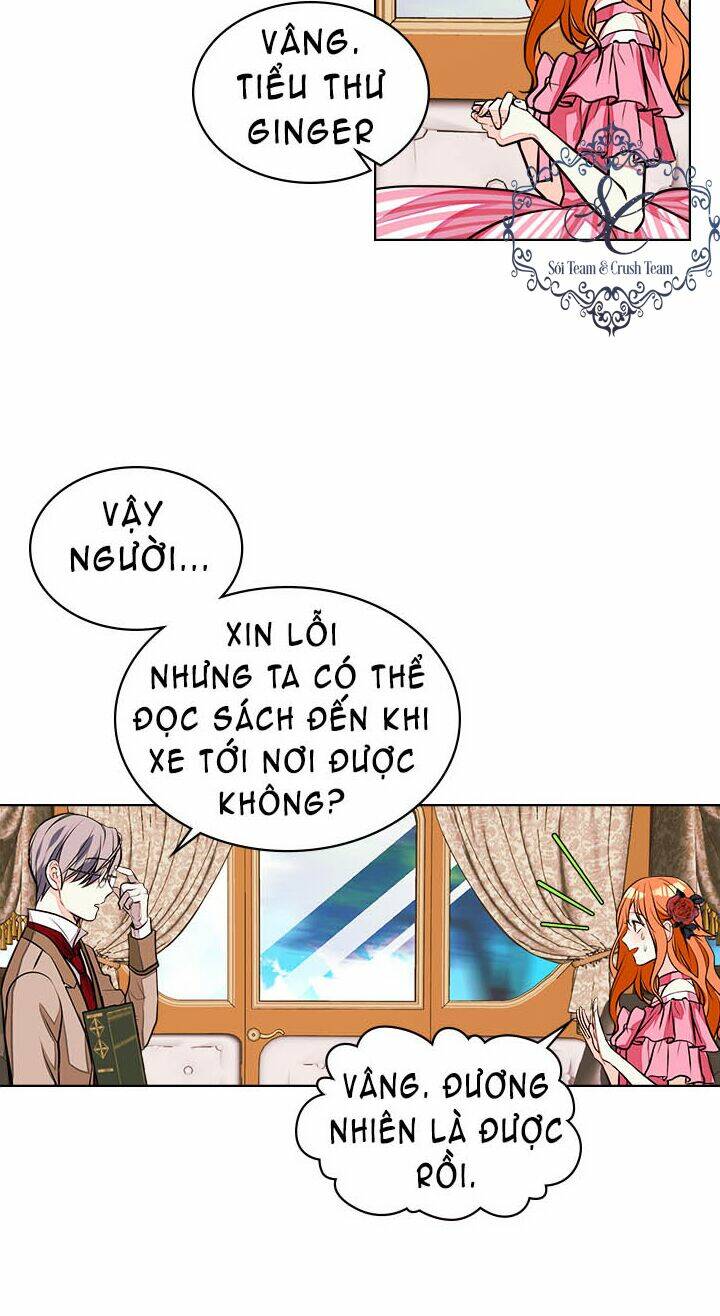 VÂNG,
TIỂU THƯ
GINGER
Sói Team & Crush Team
VẬY
NGƯỜI...
XIN LỖI
NHƯNG TA CÓ THỂ
ĐỌC SÁCH ĐẾN KHI
XE TỚI NƠI ĐƯỢC
KHÔNG?
VÂNG, ĐƯƠNG
NHIÊN LÀ ĐƯỢC
RỒI.